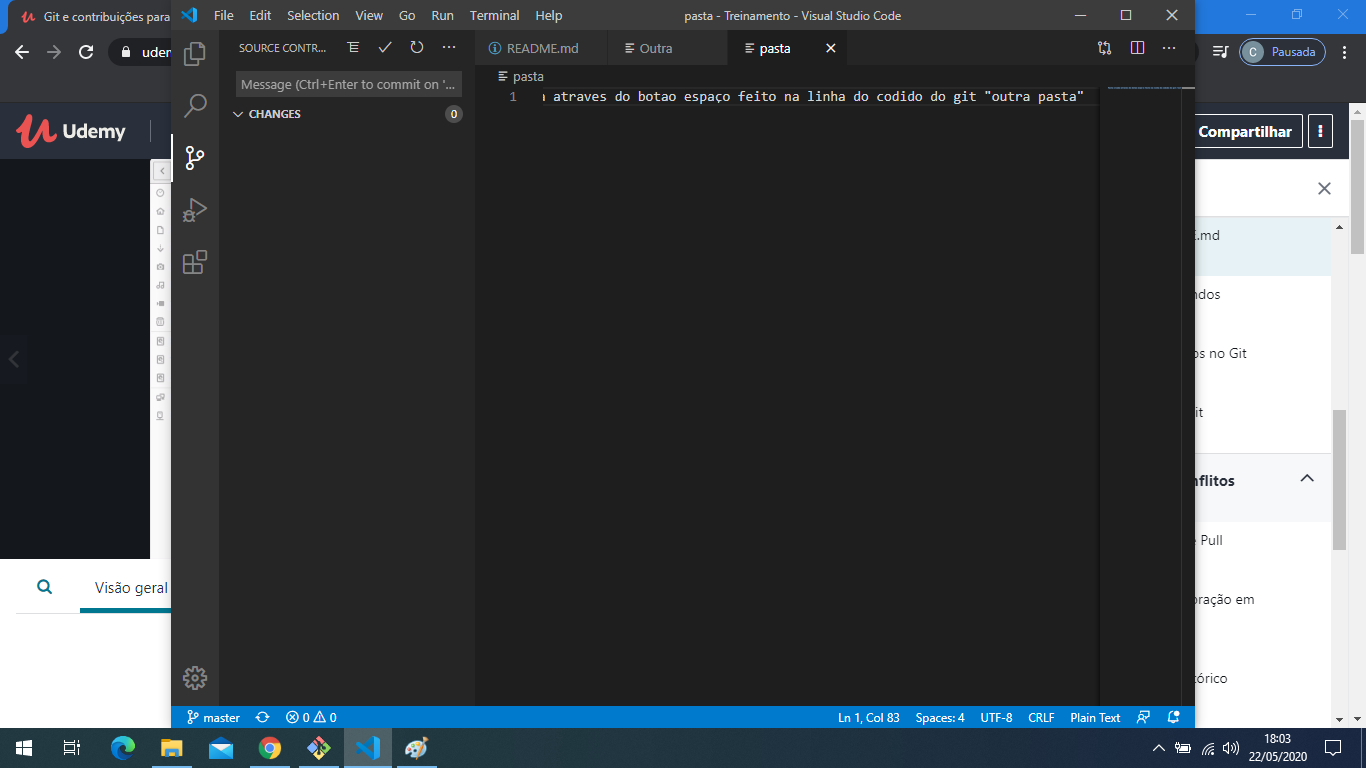 Git e contribuições para
File Edit Selection View Go Run Terminal Help
pasta - Treinamento - Visual Studio Code
C Pausada
SOURCE CONTR...
README.md
Outra
pasta
Message (Ctrl+Enter to commit on '...
pasta
1 atraves do botao espaço feito na linha do codido do git "outra pasta"
CHANGES 0
Udemy
Compartilhar
.md
ndos
os no Git
it
nflitos
Pull
oração em
tórico
Visão geral
master 0 0
Ln 1, Col 83 Spaces: 4 UTF-8 CRLF Plain Text
18:03
22/05/2020